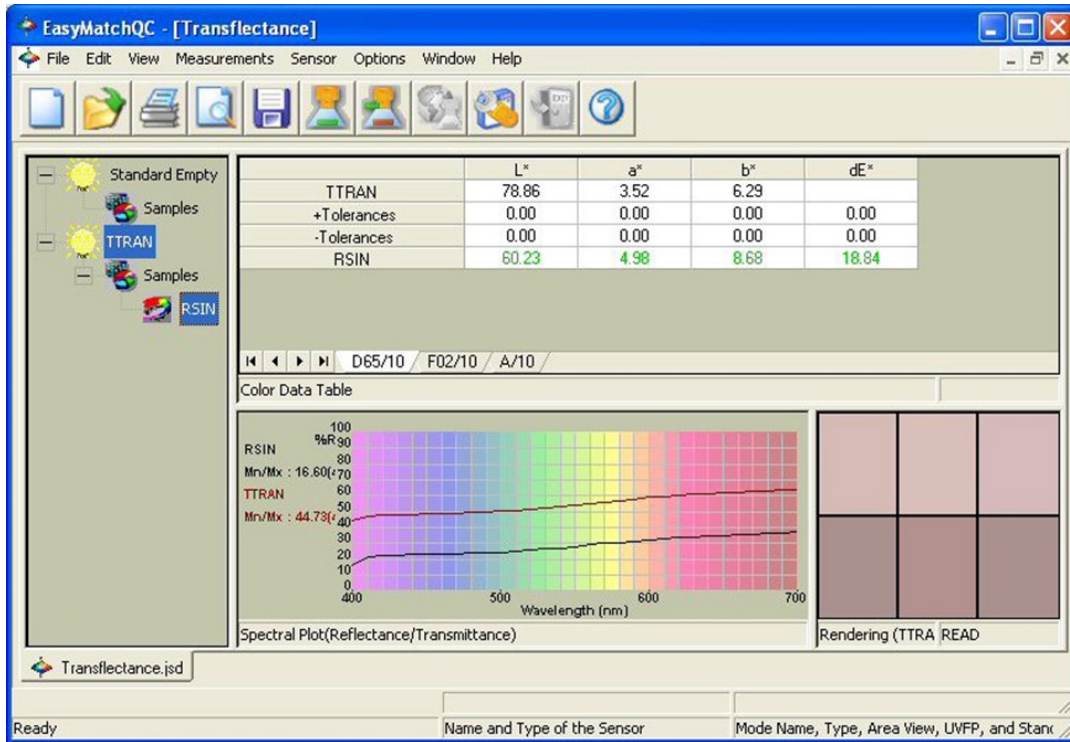 EasyMatchQC - [Transflectance]
File Edit View Measurements Sensor Options Window Help
EXIT
Standard Empty
Samples
TTRAN
Samples
RSIN
L* a* b* dE*
TTRAN 78.86 3.52 6.29
+Tolerances 0.00 0.00 0.00 0.00
-Tolerances 0.00 0.00 0.00 0.00
RSIN 60.23 4.98 8.68 18.84
D65/10 F02/10 A/10
Color Data Table
RSIN
Mn/Mx : 16.60(
TTRAN
Mn/Mx : 44.73(
%R
100
90
80
70
60
50
40
30
20
10
0
400 500 600 700
Wavelength (nm)
Spectral Plot(Reflectance/Transmittance)
Rendering (TTRA READ
Transflectance.jsd
Ready
Name and Type of the Sensor
Mode Name, Type, Area View, UVFP, and Stan